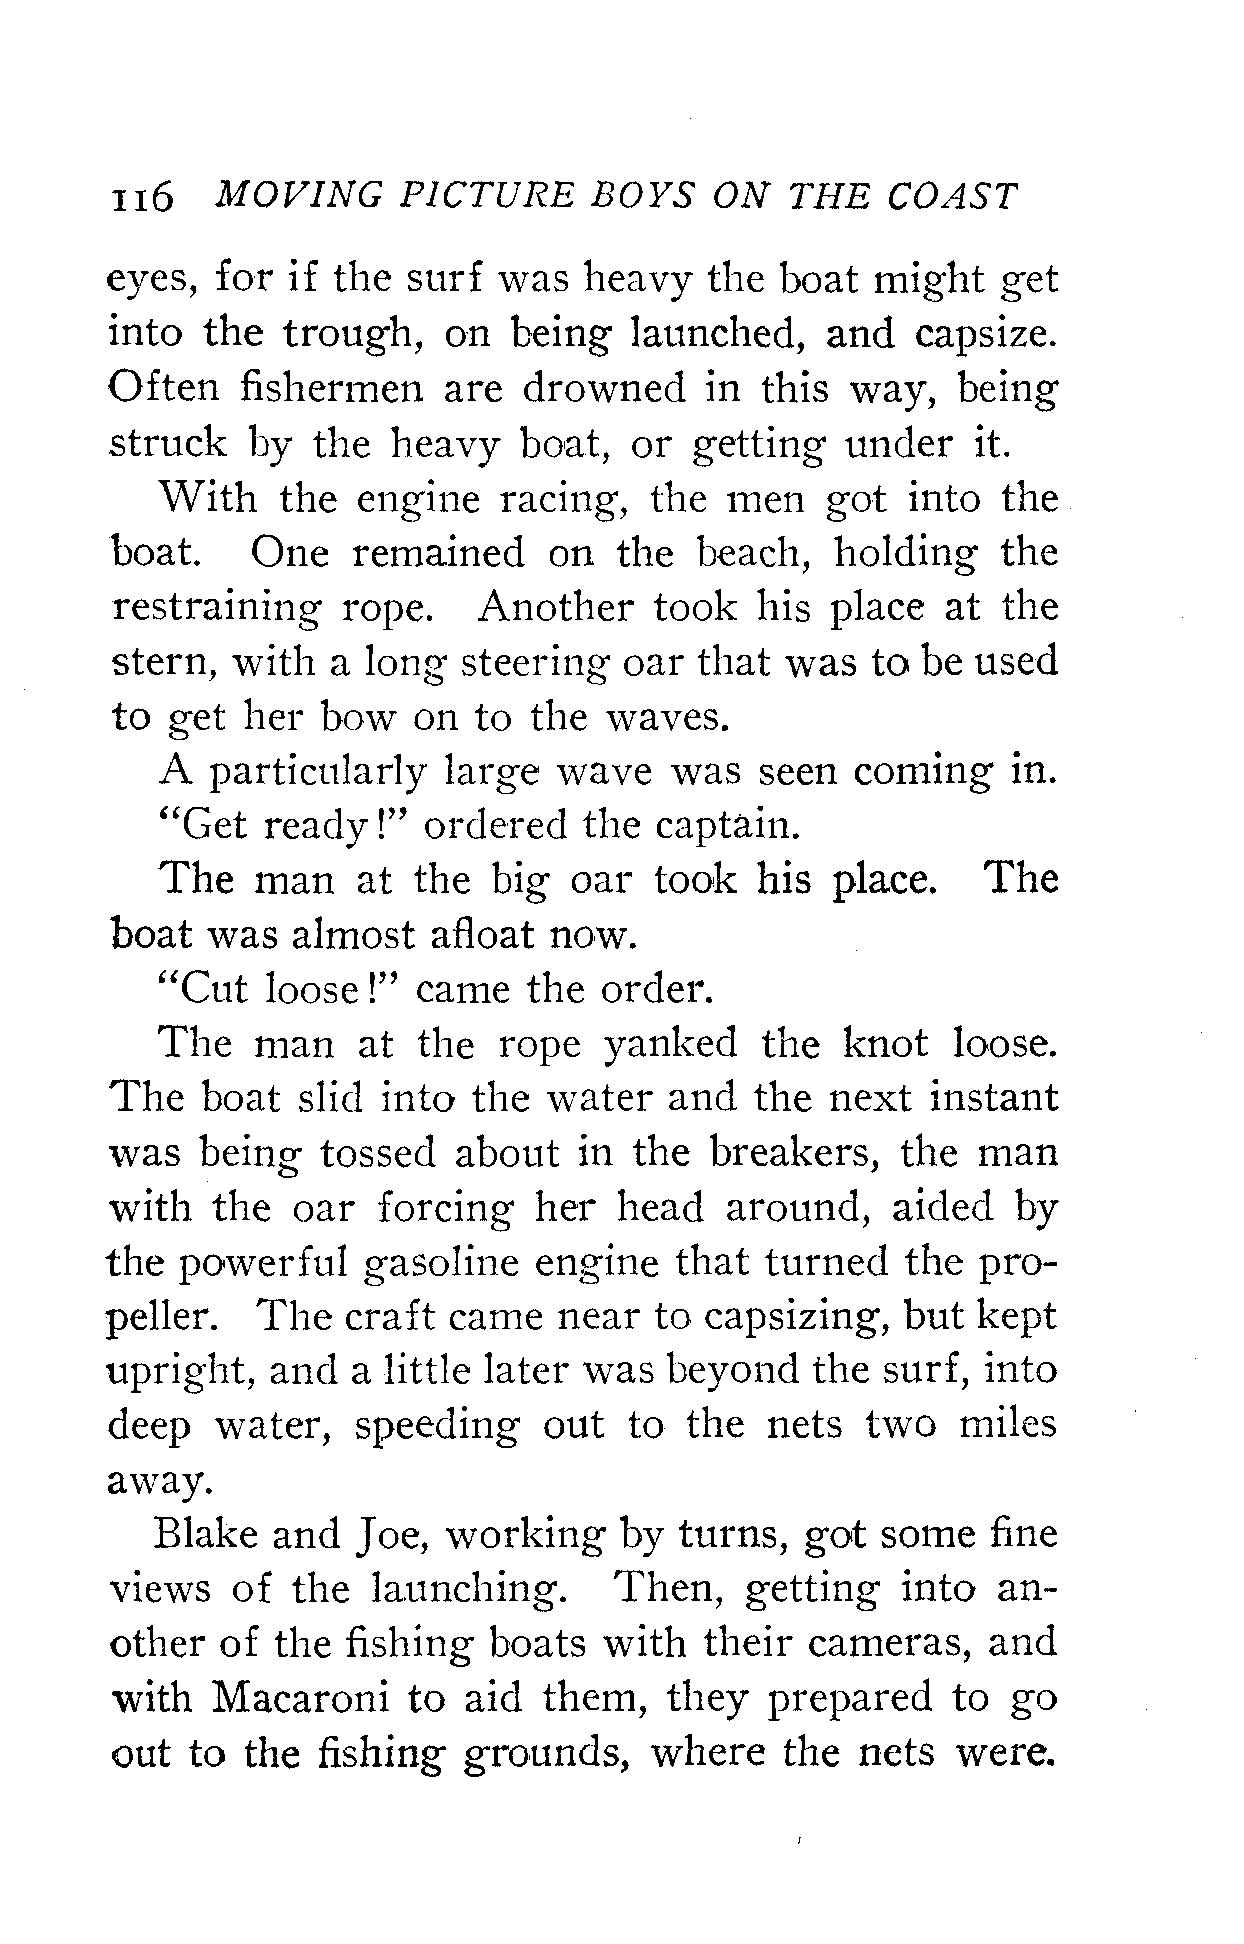 116 MOVING PICTURE BOYS ON THE COAST
eyes, for if the surf was heavy the boat might get
into the trough, on being launched, and capsize.
Often fishermen are drowned in this way, being
struck by the heavy boat, or getting under it.
With the engine racing, the men got into the
boat. One remained on the beach, holding the
restraining rope. Another took his place at the
stern, with a long steering oar that was to be used
to get her bow on to the waves.
A particularly large wave was seen coming in.
"Get ready!" ordered the captain.
The man at the big oar took his place. The
boat was almost afloat now.
"Cut loose!" came the order.
The man at the rope yanked the knot loose.
The boat slid into the water and the next instant
was being tossed about in the breakers, the man
with the oar forcing her head around, aided by
the powerful gasoline engine that turned the pro-
peller. The craft came near to capsizing, but kept
upright, and a little later was beyond the surf, into
deep water, speeding out to the nets two miles
away.
Blake and Joe, working by turns, got some fine
views of the launching. Then, getting into an-
other of the fishing boats with their cameras, and
with Macaroni to aid them, they prepared to go
out to the fishing grounds, where the nets were.